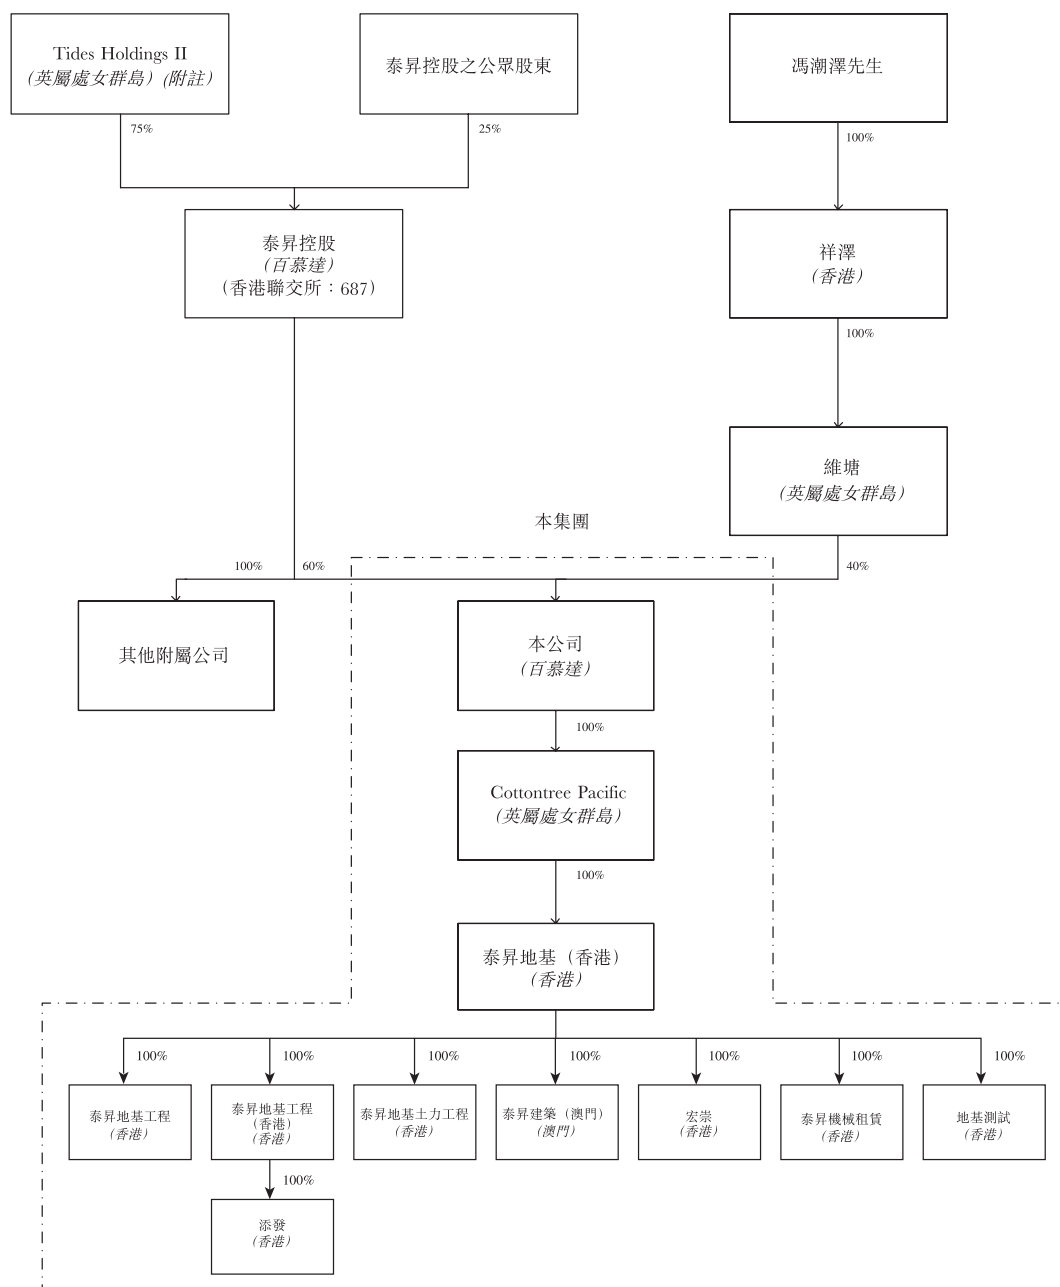 Tides Holdings II
（英屬處女群島）(附註)
泰昇控股之公眾股東
馮潮澤先生
75%
25%
100%
泰昇控股
（百慕達）
（香港聯交所：687）
祥澤
（香港）
100%
維塘
（英屬處女群島）
本集團
100%
60%
40%
其他附屬公司
本公司
（百慕達）
100%
Cottontree Pacific
（英屬處女群島）
100%
泰昇地基（香港）
（香港）
100%
100%
100%
100%
100%
100%
100%
泰昇地基工程
（香港）
泰昇地基工程
（香港）
（香港）
泰昇地基土力工程
（香港）
泰昇建築（澳門）
（澳門）
宏崇
（香港）
泰昇機械租賃
（香港）
地基測試
（香港）
100%
添發
（香港）